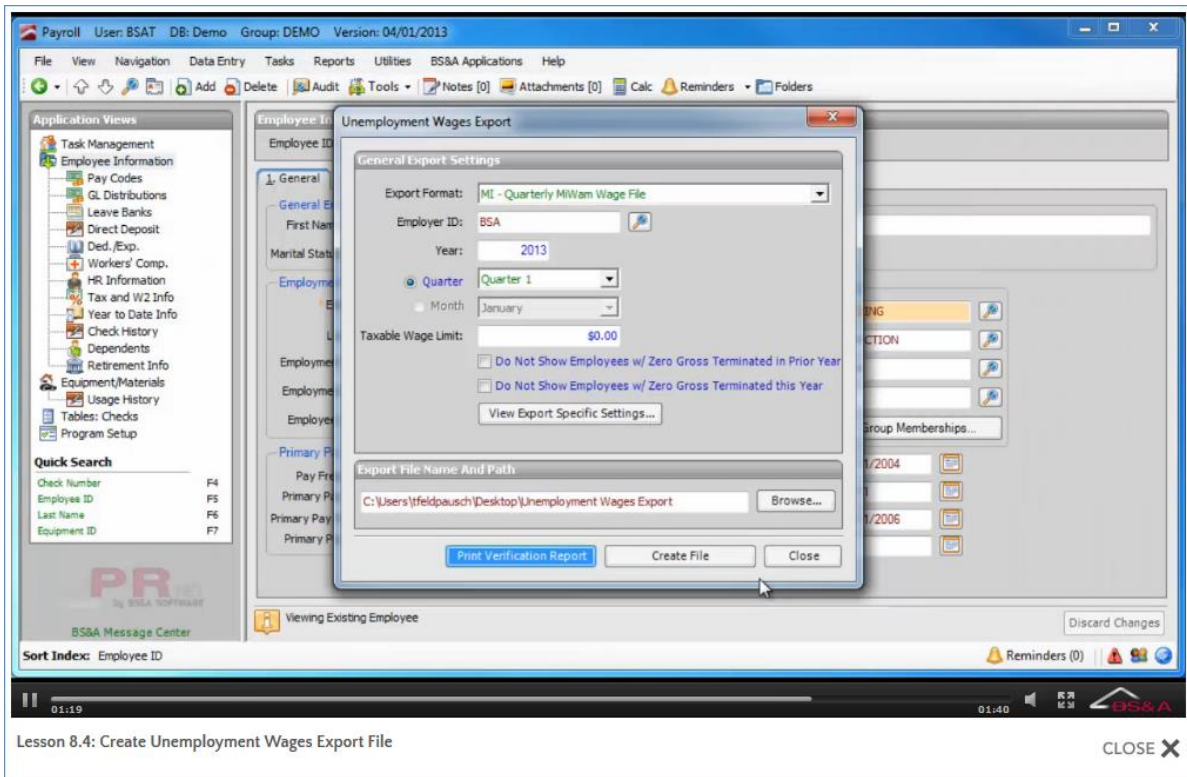 Payroll User: BSAT DB: Demo Group: DEMO Version: 04/01/2013
File View Navigation Data Entry Tasks Reports Utilities BS&A Applications Help
Add Delete Audit Tools Notes [0] Attachments [0] Calc Reminders Folders
Application Views
Task Management
Employee Information
Pay Codes
GL Distributions
Leave Banks
Direct Deposit
Ded./Exp.
Workers' Comp.
HR Information
Tax and W2 Info
Year to Date Info
Check History
Dependents
Retirement Info
Equipment/Materials
Usage History
Tables: Checks
Program Setup
Quick Search
Check Number F4
Employee ID F5
Last Name F6
Equipment ID F7
PR
by BS&A SOFTWARE
BS&A Message Center
Employee In
Employee ID
1. General
General E
First Nam
Marital Statu
Employme
E
L
Employmen
Employme
Employee
Primary P
Pay Fre
Primary Pa
Primary Pay
Primary P
Unemployment Wages Export
General Export Settings
Export Format: MI - Quarterly MiWam Wage File
Employer ID: BSA
Year: 2013
Quarter Quarter 1
Month January
Taxable Wage Limit: $0.00
Do Not Show Employees w/ Zero Gross Terminated in Prior Year
Do Not Show Employees w/ Zero Gross Terminated this Year
View Export Specific Settings...
Export File Name And Path
C:\Users\tfeldpausch\Desktop\Unemployment Wages Export Browse...
Print Verification Report Create File Close
ING
CTION
Group Memberships...
1/2004
1/2006
Viewing Existing Employee Discard Changes
Sort Index: Employee ID Reminders (0)
01:19 01:40 BS&A
Lesson 8.4: Create Unemployment Wages Export File CLOSE